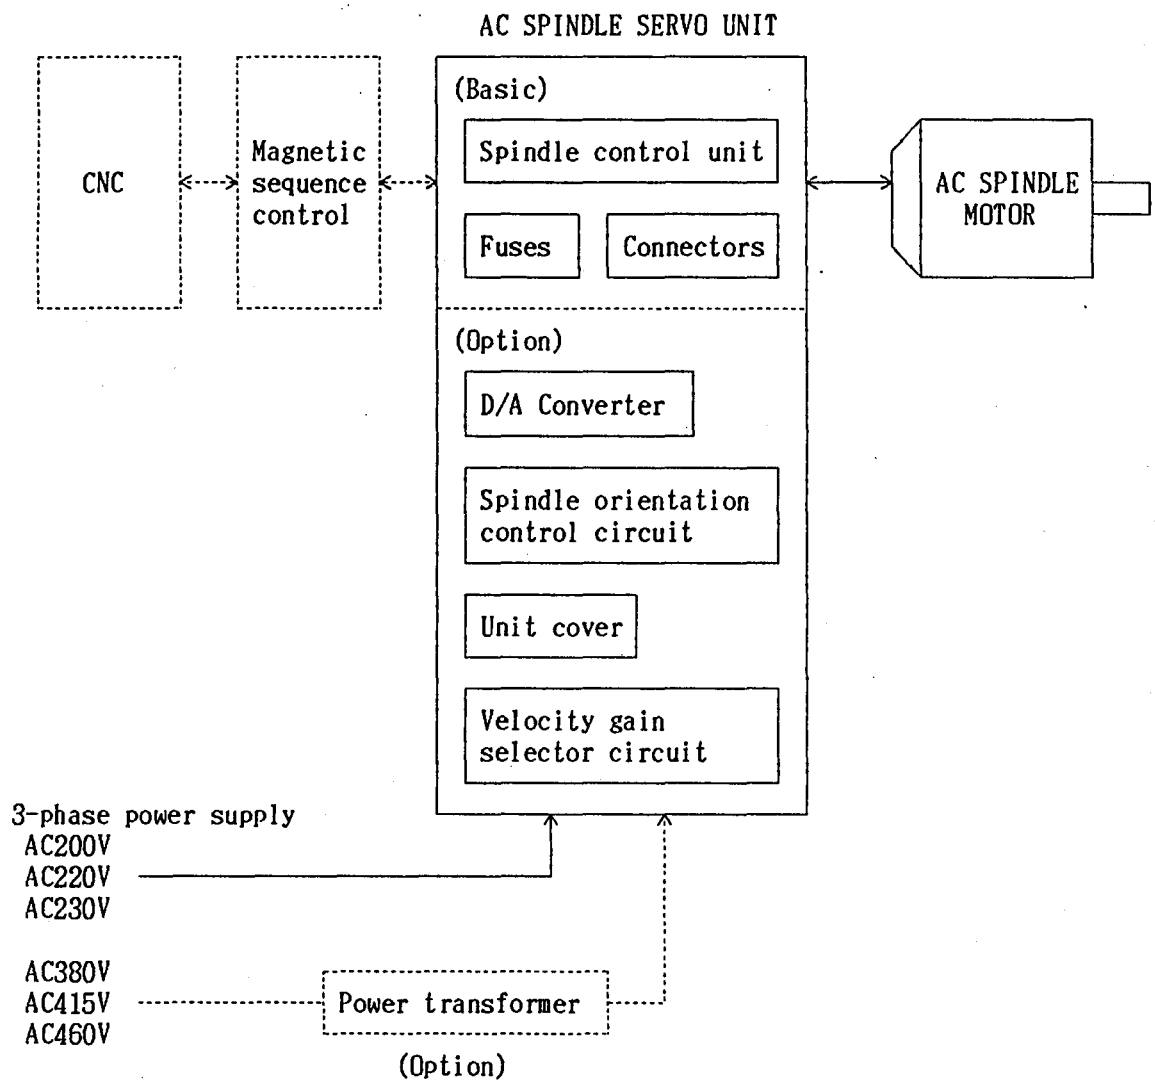 AC SPINDLE SERVO UNIT
CNC
Magnetic
sequence
control
(Basic)
Spindle control unit
Fuses
Connectors
AC SPINDLE
MOTOR
(Option)
D/A Converter
Spindle orientation
control circuit
Unit cover
Velocity gain
selector circuit
3-phase power supply
AC200V
AC220V
AC230V
AC380V
AC415V
AC460V
Power transformer
(Option)